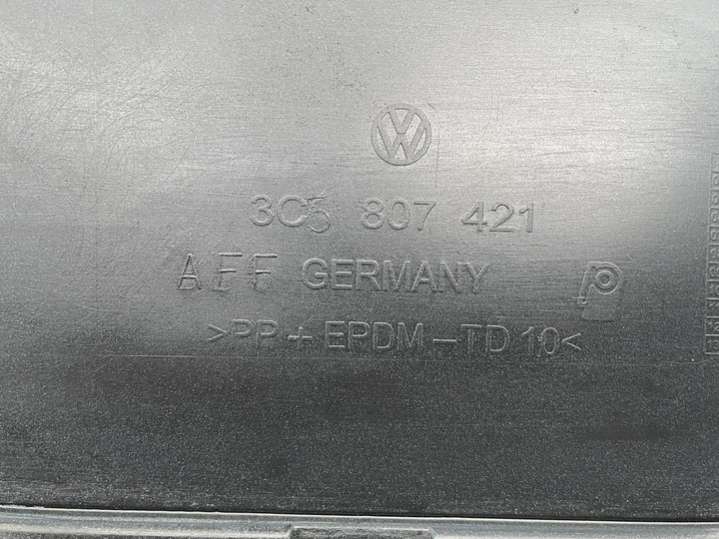 3C5 807 421
AFF GERMANY
>PP+EPDM-TD10<